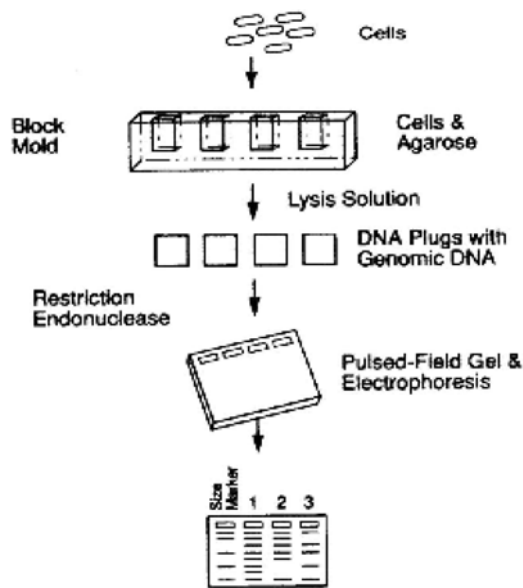 Cells
Block
Mold
Cells &
Agarose
Lysis Solution
DNA Plugs with
Genomic DNA
Restriction
Endonuclease
Pulsed-Field Gel &
Electrophoresis
Size
Marker
1
2
3